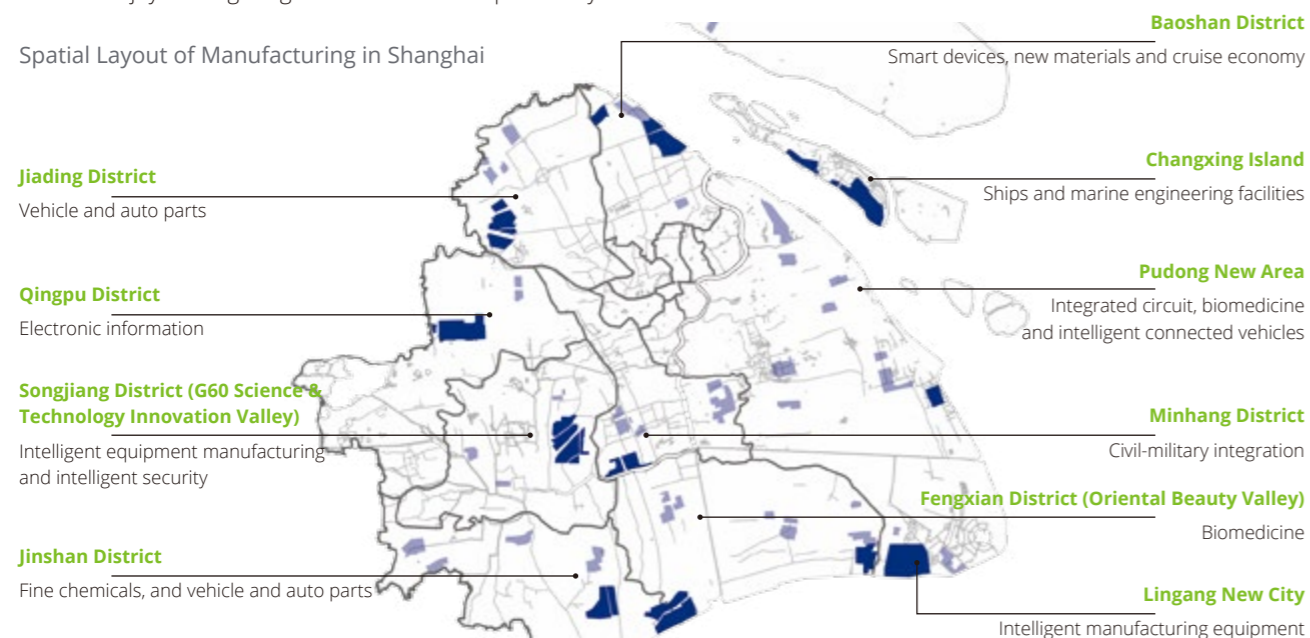 Spatial Layout of Manufacturing in Shanghai
Baoshan District
Smart devices, new materials and cruise economy
Jiading District
Vehicle and auto parts
Changxing Island
Ships and marine engineering facilities
Qingpu District
Electronic information
Pudong New Area
Integrated circuit, biomedicine
and intelligent connected vehicles
Songjiang District (G60 Science &
Technology Innovation Valley)
Intelligent equipment manufacturing
and intelligent security
Minhang District
Civil-military integration
Fengxian District (Oriental Beauty Valley)
Biomedicine
Jinshan District
Fine chemicals, and vehicle and auto parts
Lingang New City
Intelligent manufacturing equipment